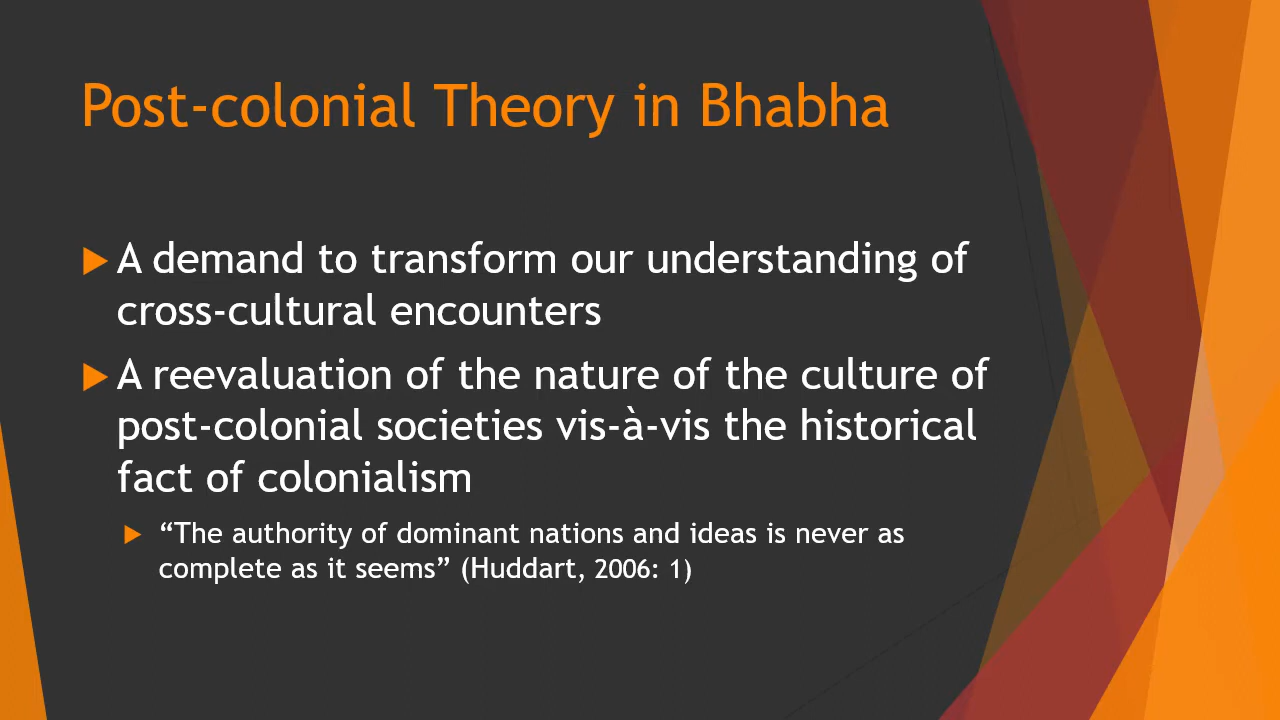 Post-colonial Theory in Bhabha
A demand to transform our understanding of
cross-cultural encounters
A reevaluation of the nature of the culture of
post-colonial societies vis-à-vis the historical
fact of colonialism
“The authority of dominant nations and ideas is never as
complete as it seems” (Huddart, 2006: 1)